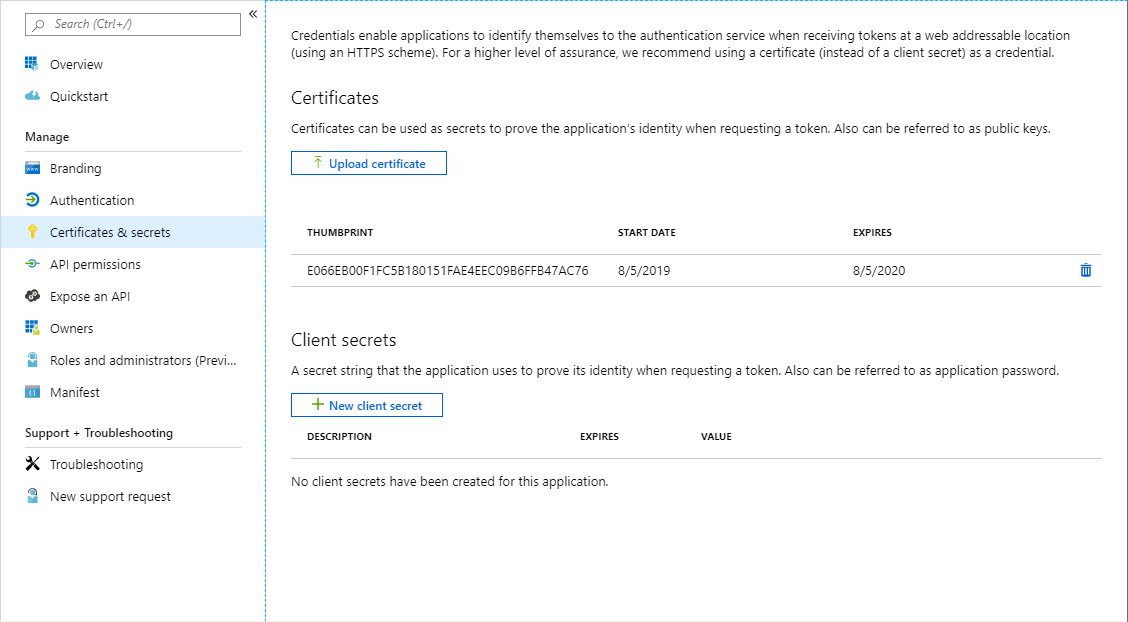 Search (Ctrl+/)
«
Overview
Quickstart
Manage
Branding
Authentication
Certificates & secrets
API permissions
Expose an API
Owners
Roles and administrators (Previ...
Manifest
Support + Troubleshooting
Troubleshooting
New support request
Credentials enable applications to identify themselves to the authentication service when receiving tokens at a web addressable location
(using an HTTPS scheme). For a higher level of assurance, we recommend using a certificate (instead of a client secret) as a credential.
Certificates
Certificates can be used as secrets to prove the application's identity when requesting a token. Also can be referred to as public keys.
Upload certificate
THUMBPRINT START DATE EXPIRES
E066EB00F1FC5B180151FAE4EEC09B6FFB47AC76 8/5/2019 8/5/2020
Client secrets
A secret string that the application uses to prove its identity when requesting a token. Also can be referred to as application password.
New client secret
DESCRIPTION EXPIRES VALUE
No client secrets have been created for this application.